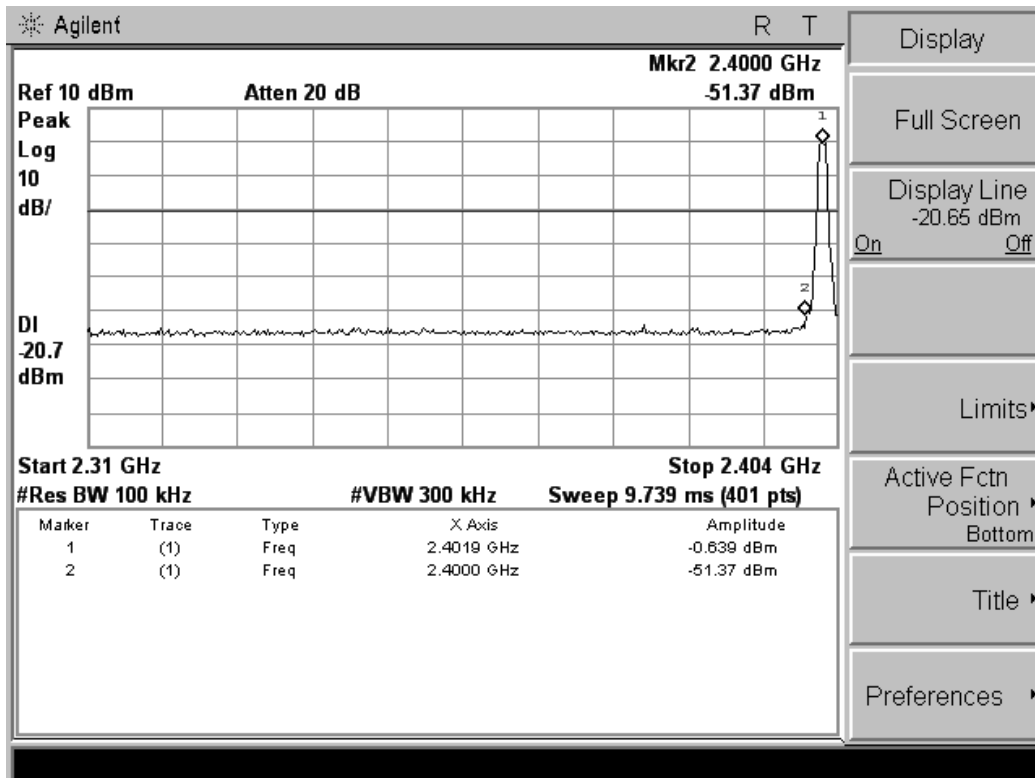 Agilent R T
Mkr2 2.4000 GHz
Ref 10 dBm Atten 20 dB -51.37 dBm
Peak
Log
10
dB/
1
2
DI
-20.7
dBm
Start 2.31 GHz Stop 2.404 GHz
#Res BW 100 kHz #VBW 300 kHz Sweep 9.739 ms (401 pts)
Marker Trace Type X Axis Amplitude
1 (1) Freq 2.4019 GHz -0.639 dBm
2 (1) Freq 2.4000 GHz -51.37 dBm
Display
Full Screen
Display Line
-20.65 dBm
On Off
Limits
Active Fctn
Position
Bottom
Title
Preferences